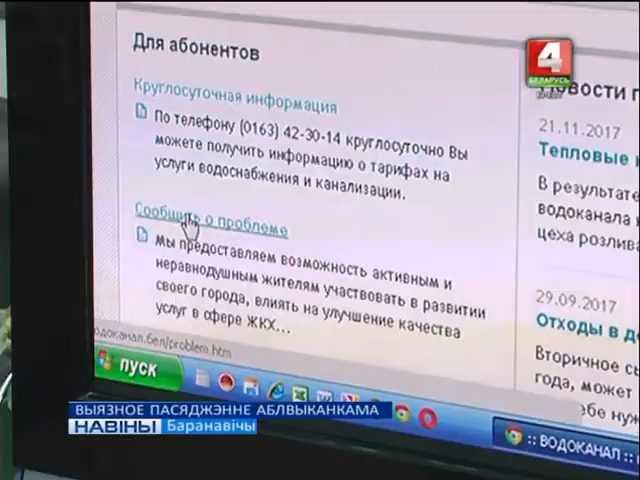 Для абонентов
Круглосуточная информация
По телефону (0163) 42-30-14 круглосуточно Вы
можете получить информацию о тарифах на
услуги водоснабжения и канализации.
Сообщить о проблеме
Мы предоставляем возможность активным и
неравнодушным жителям участвовать в развитии
своего города, влиять на улучшение качества
услуг в сфере ЖКХ...
водоканал.бел/problem.htm
пуск
4
БЕЛАРУСЬ
Новости
21.11.2017
Тепловые
В результате
водоканала
цеха розлива
29.09.2017
Отходы в
Вторичное
года, может
:: ВОДОКАНАЛ ::
ВЫЯЗНОЕ ПАСЯДЖЭННЕ АБЛВЫКАНКАМА
НАВІНЫ Баранавічы